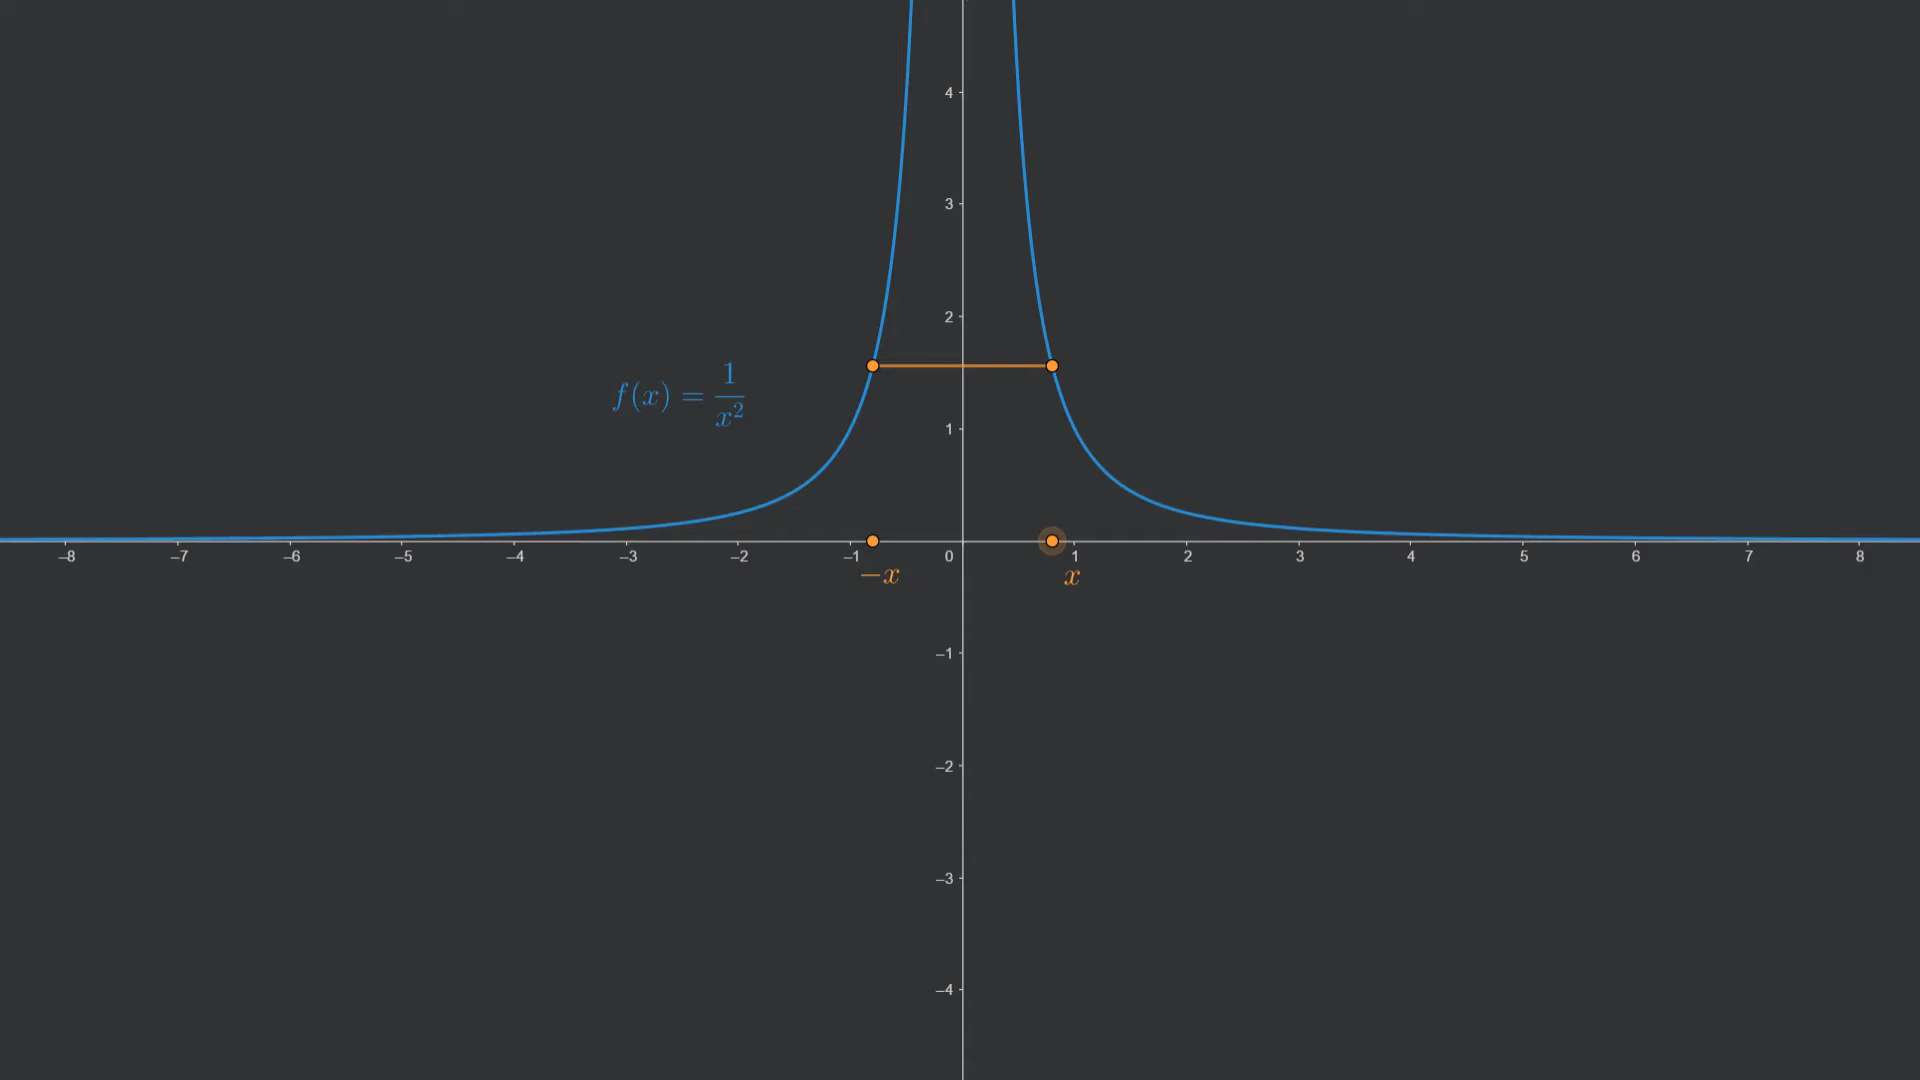 4
3
2
f(x) = 1/x²
1
–8 –7 –6 –5 –4 –3 –2 –1 0 1 2 3 4 5 6 7 8
−x x
–1
–2
–3
–4